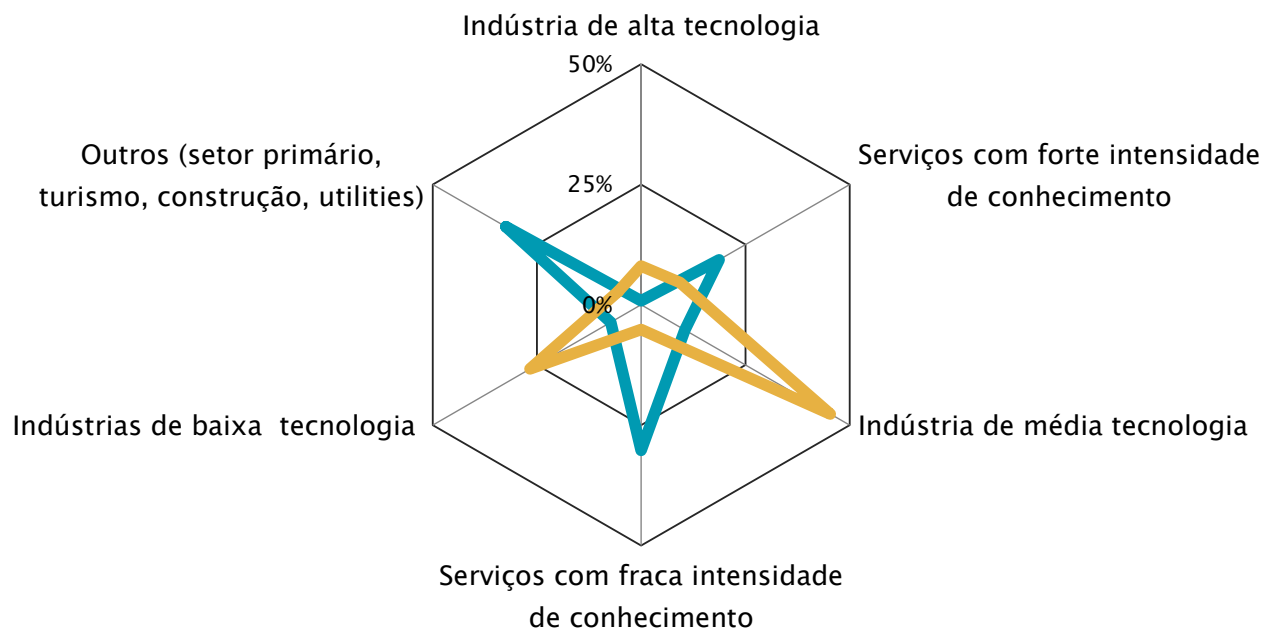 Indústria de alta tecnologia
50%
Outros (setor primário,
turismo, construção, utilities)
Serviços com forte intensidade
de conhecimento
25%
0%
Indústrias de baixa  tecnologia
Indústria de média tecnologia
Serviços com fraca intensidade
de conhecimento